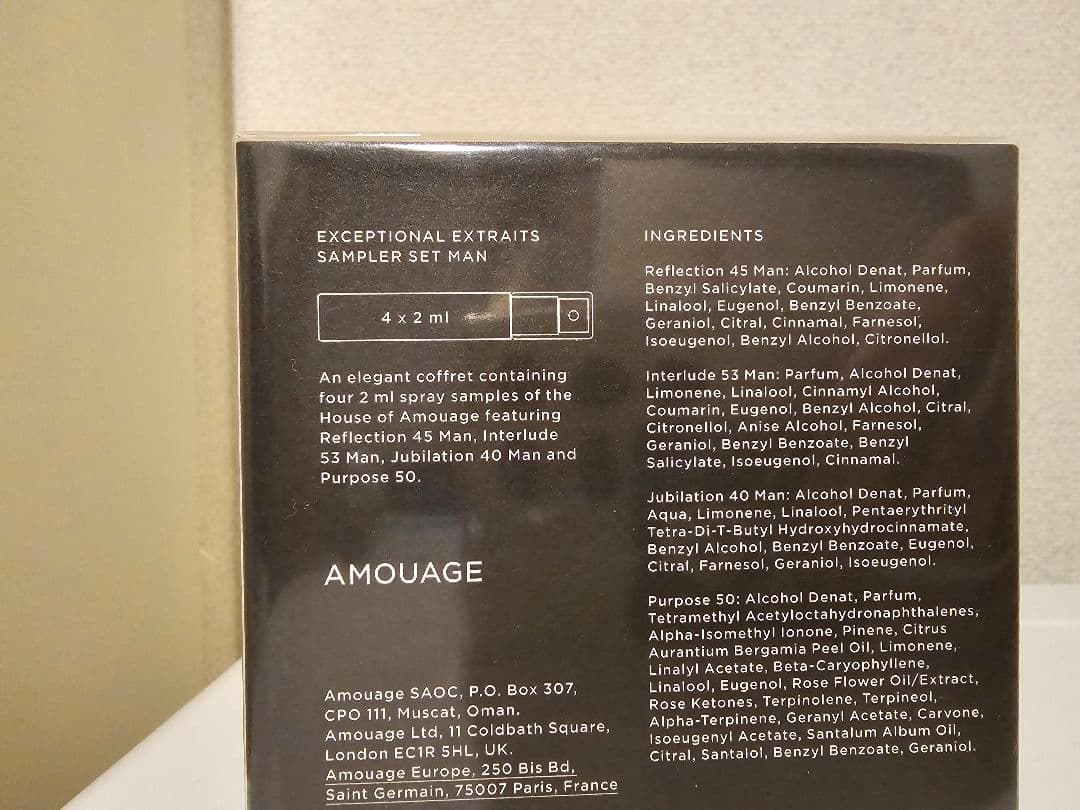 EXCEPTIONAL EXTRAITS
SAMPLER SET MAN
4 x 2 ml
An elegant coffret containing
four 2 ml spray samples of the
House of Amouage featuring
Reflection 45 Man, Interlude
53 Man, Jubilation 40 Man and
Purpose 50.
AMOUAGE
Amouage SAOC, P.O. Box 307,
CPO 111, Muscat, Oman.
Amouage Ltd, 11 Coldbath Square,
London EC1R 5HL, UK.
Amouage Europe, 250 Bis Bd,
Saint Germain, 75007 Paris, France
INGREDIENTS
Reflection 45 Man: Alcohol Denat, Parfum,
Benzyl Salicylate, Coumarin, Limonene,
Linalool, Eugenol, Benzyl Benzoate,
Geraniol, Citral, Cinnamal, Farnesol,
Isoeugenol, Benzyl Alcohol, Citronellol.
Interlude 53 Man: Parfum, Alcohol Denat,
Limonene, Linalool, Cinnamyl Alcohol,
Coumarin, Eugenol, Benzyl Alcohol, Citral,
Citronellol, Anise Alcohol, Farnesol,
Geraniol, Benzyl Benzoate, Benzyl
Salicylate, Isoeugenol, Cinnamal.
Jubilation 40 Man: Alcohol Denat, Parfum,
Aqua, Limonene, Linalool, Pentaerythrityl
Tetra-Di-T-Butyl Hydroxyhydrocinnamate,
Benzyl Alcohol, Benzyl Benzoate, Eugenol,
Citral, Farnesol, Geraniol, Isoeugenol.
Purpose 50: Alcohol Denat, Parfum,
Tetramethyl Acetyloctahydronaphthalenes,
Alpha-Isomethyl Ionone, Pinene, Citrus
Aurantium Bergamia Peel Oil, Limonene,
Linalyl Acetate, Beta-Caryophyllene,
Linalool, Eugenol, Rose Flower Oil/Extract,
Rose Ketones, Terpinolene, Terpineol,
Alpha-Terpinene, Geranyl Acetate, Carvone,
Isoeugenyl Acetate, Santalum Album Oil,
Citral, Santalol, Benzyl Benzoate, Geraniol.